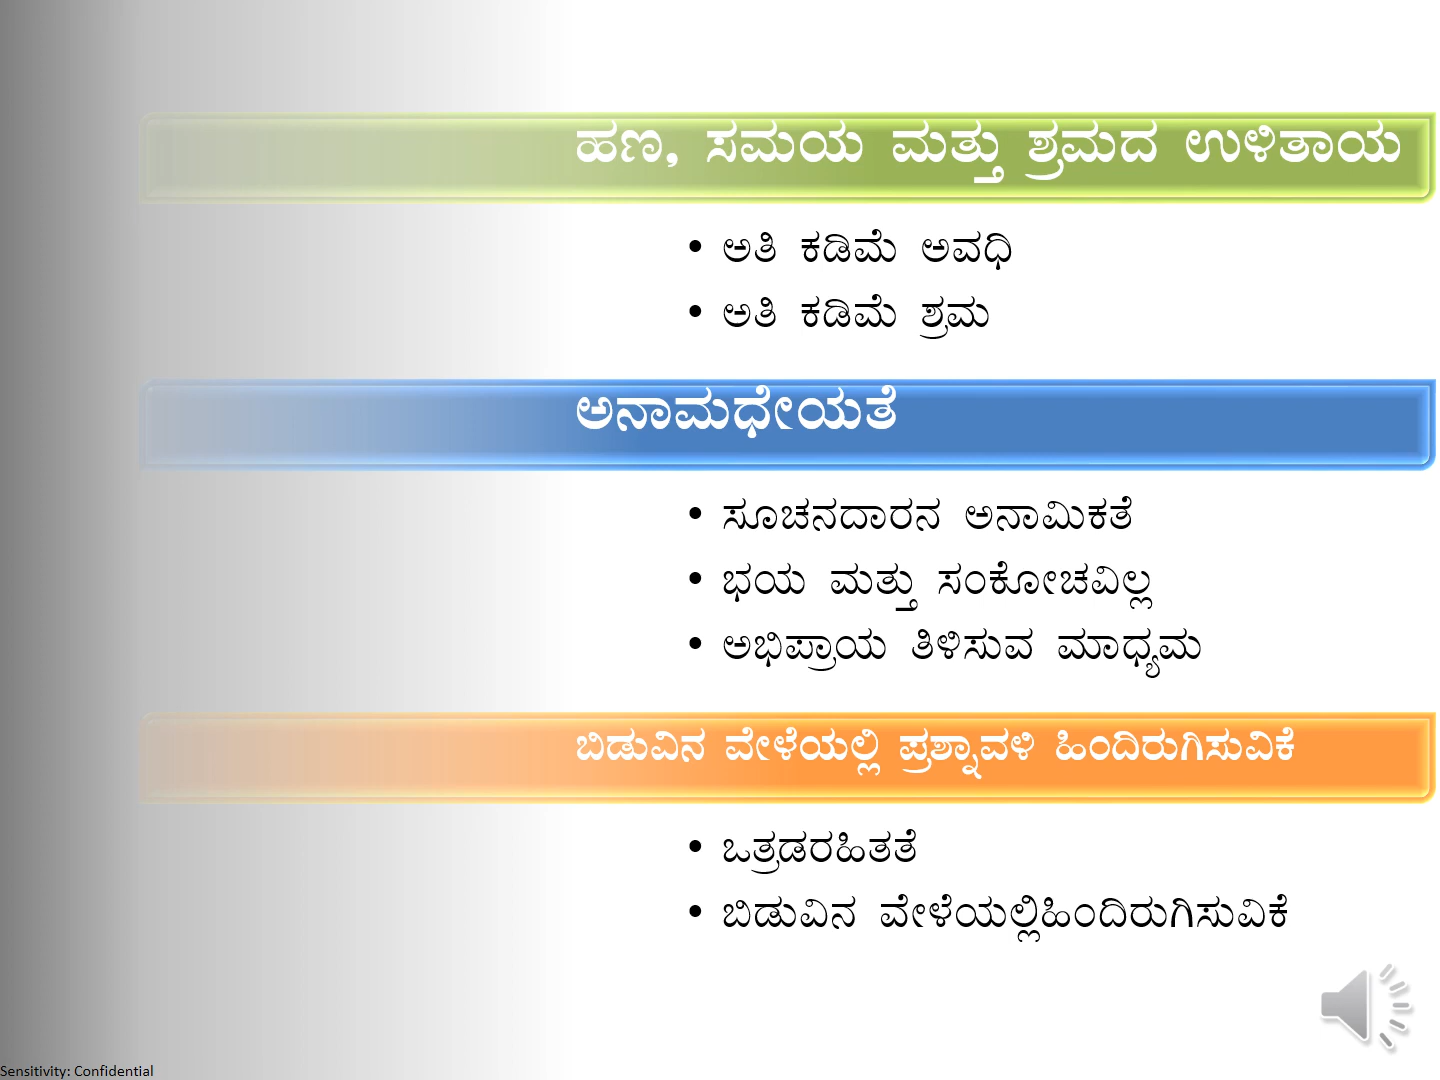 ಹಣ, ಸಮಯ ಮತ್ತು ಶ್ರಮದ ಉಳಿತಾಯ
• ಅತಿ ಕಡಿಮೆ ಅವಧಿ
• ಅತಿ ಕಡಿಮೆ ಶ್ರಮ
ಅನಾಮಧೇಯತೆ
• ಸೂಚನದಾರನ ಅನಾಮಿಕತೆ
• ಭಯ ಮತ್ತು ಸಂಕೋಚವಿಲ್ಲ
• ಅಭಿಪ್ರಾಯ ತಿಳಿಸುವ ಮಾಧ್ಯಮ
ಬಿಡುವಿನ ವೇಳೆಯಲ್ಲಿ ಪ್ರಶ್ನಾವಳಿ ಹಿಂದಿರುಗಿಸುವಿಕೆ
• ಒತ್ರಡರಹಿತತೆ
• ಬಿಡುವಿನ ವೇಳೆಯಲ್ಲಿಹಿಂದಿರುಗಿಸುವಿಕೆ
Sensitivity: Confidential